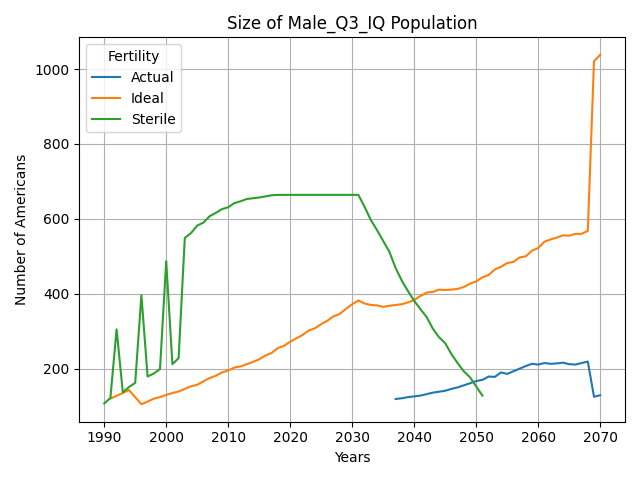 Size of Male_Q3_IQ Population
Fertility
Actual
Ideal
Sterile
Number of Americans
1000
800
600
400
200
1990 2000 2010 2020 2030 2040 2050 2060 2070
Years